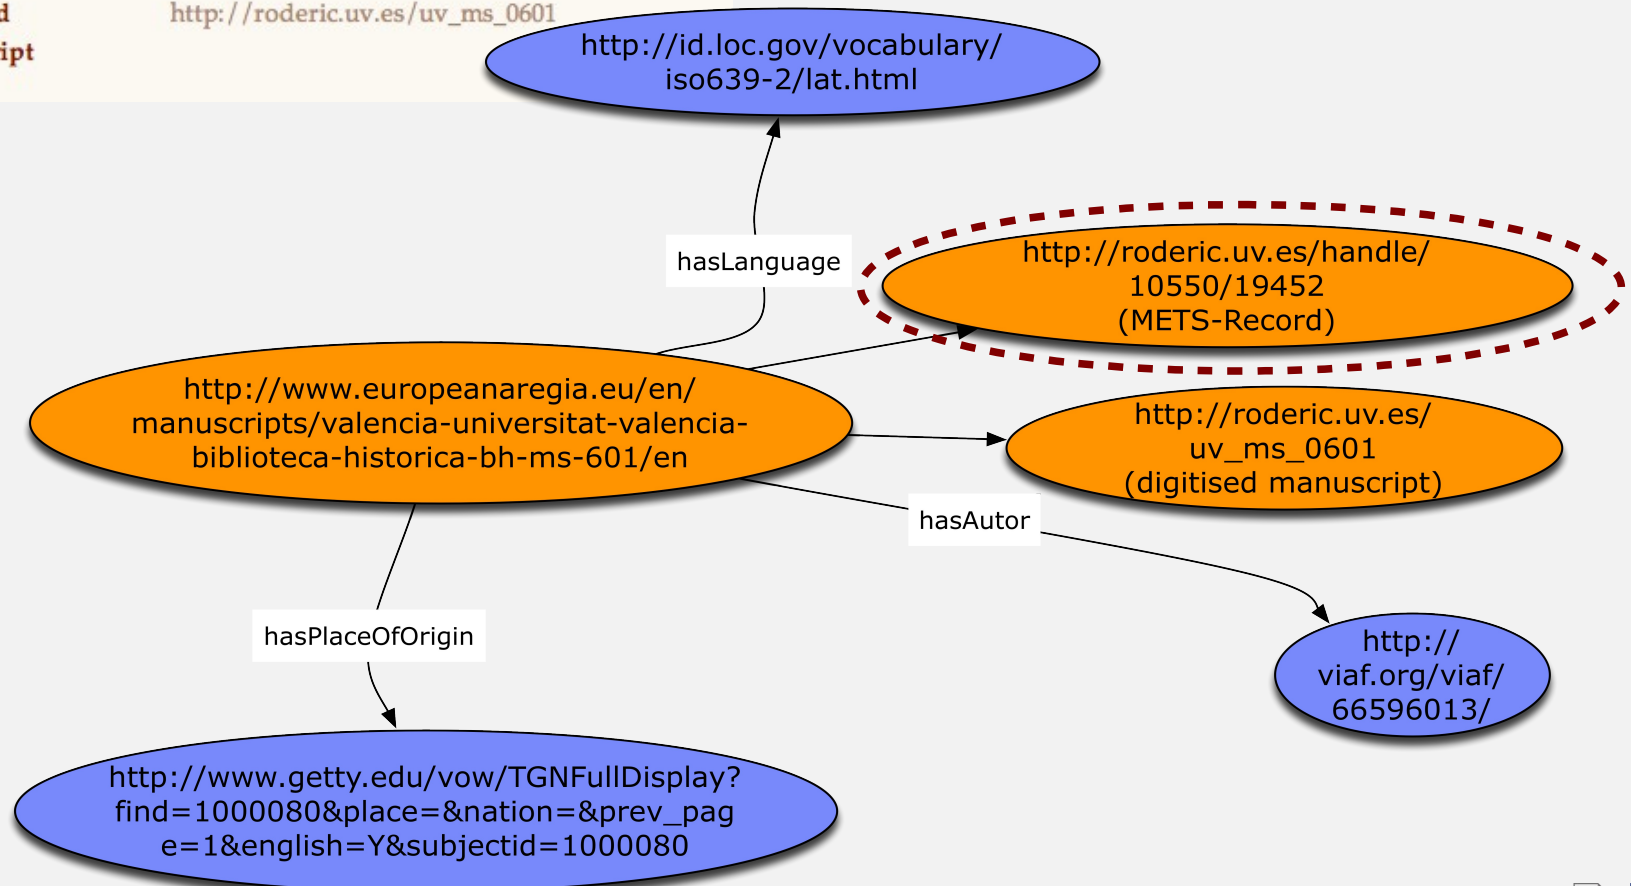 d http://roderic.uv.es/uv_ms_0601
ipt
http://id.loc.gov/vocabulary/
iso639-2/lat.html
hasLanguage
http://roderic.uv.es/handle/
10550/19452
(METS-Record)
http://www.europeanaregia.eu/en/
manuscripts/valencia-universitat-valencia-
biblioteca-historica-bh-ms-601/en
http://roderic.uv.es/
uv_ms_0601
(digitised manuscript)
hasAutor
hasPlaceOfOrigin
http://
viaf.org/viaf/
66596013/
http://www.getty.edu/vow/TGNFullDisplay?
find=1000080&place=&nation=&prev_pag
e=1&english=Y&subjectid=1000080